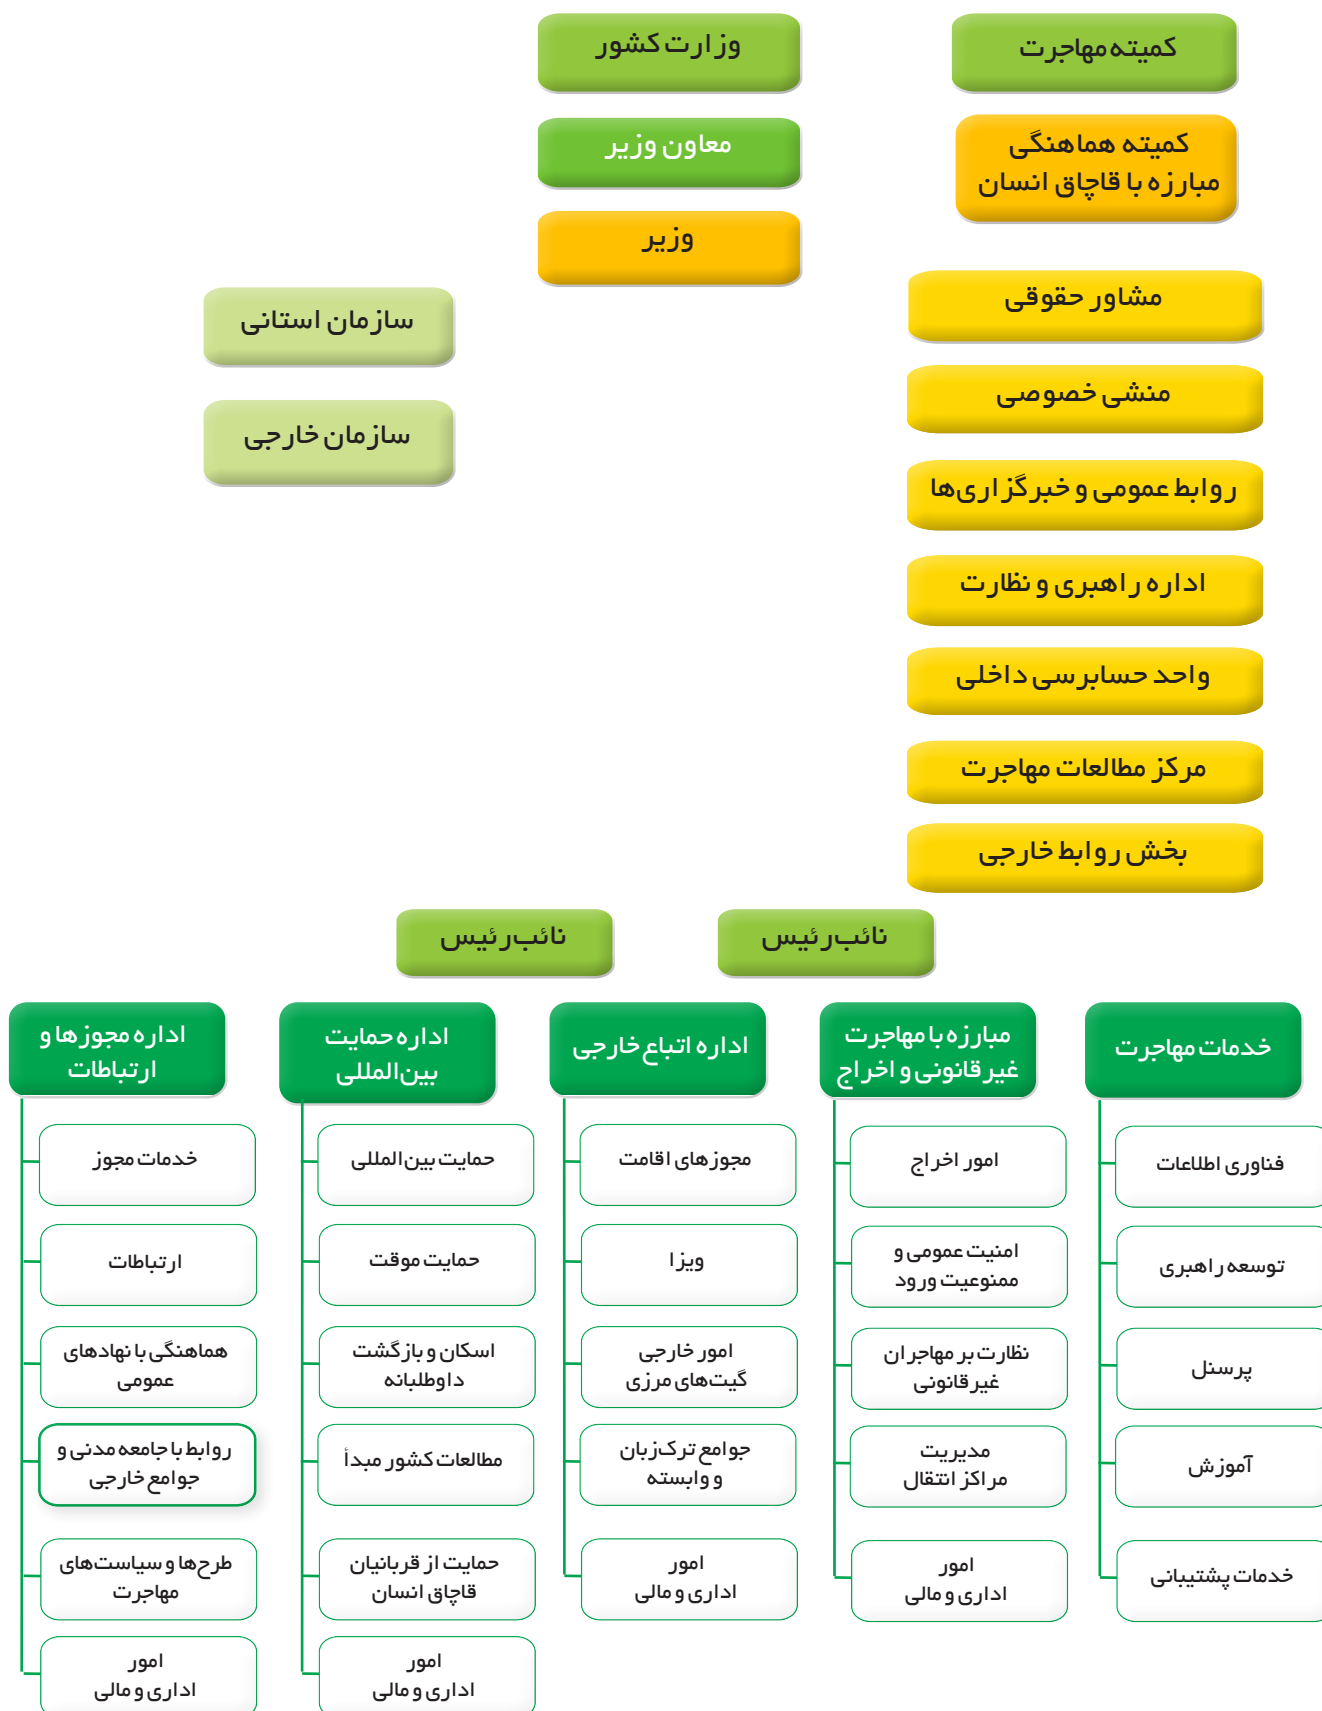 کمیته مهاجرت
وزارت کشور
کمیته هماهنگی
مبارزه با قاچاق انسان
معاون وزیر
وزیر
مشاور حقوقی
منشی خصوصی
روابط عمومی و خبرگزاری‌ها
اداره راهبری و نظارت
واحد حسابرسی داخلی
مرکز مطالعات مهاجرت
بخش روابط خارجی
سازمان استانی
سازمان خارجی
نائب‌رئیس
نائب‌رئیس
خدمات مهاجرت
فناوری اطلاعات
توسعه راهبری
پرسنل
آموزش
خدمات پشتیبانی
مبارزه با مهاجرت
غیرقانونی و اخراج
امور اخراج
امنیت عمومی و
ممنوعیت ورود
نظارت بر مهاجران
غیرقانونی
مدیریت
مراکز انتقال
امور
اداری و مالی
اداره اتباع خارجی
مجوزهای اقامت
ویزا
امور خارجی
گیت‌های مرزی
جوامع ترک‌زبان
و وابسته
امور
اداری و مالی
اداره حمایت
بین‌المللی
حمایت بین‌المللی
حمایت موقت
اسکان و بازگشت
داوطلبانه
مطالعات کشور مبدأ
حمایت از قربانیان
قاچاق انسان
امور
اداری و مالی
اداره مجوزها و
ارتباطات
خدمات مجوز
ارتباطات
هماهنگی با نهادهای
عمومی
روابط با جامعه مدنی و
جوامع خارجی
طرح‌ها و سیاست‌های
مهاجرت
امور
اداری و مالی